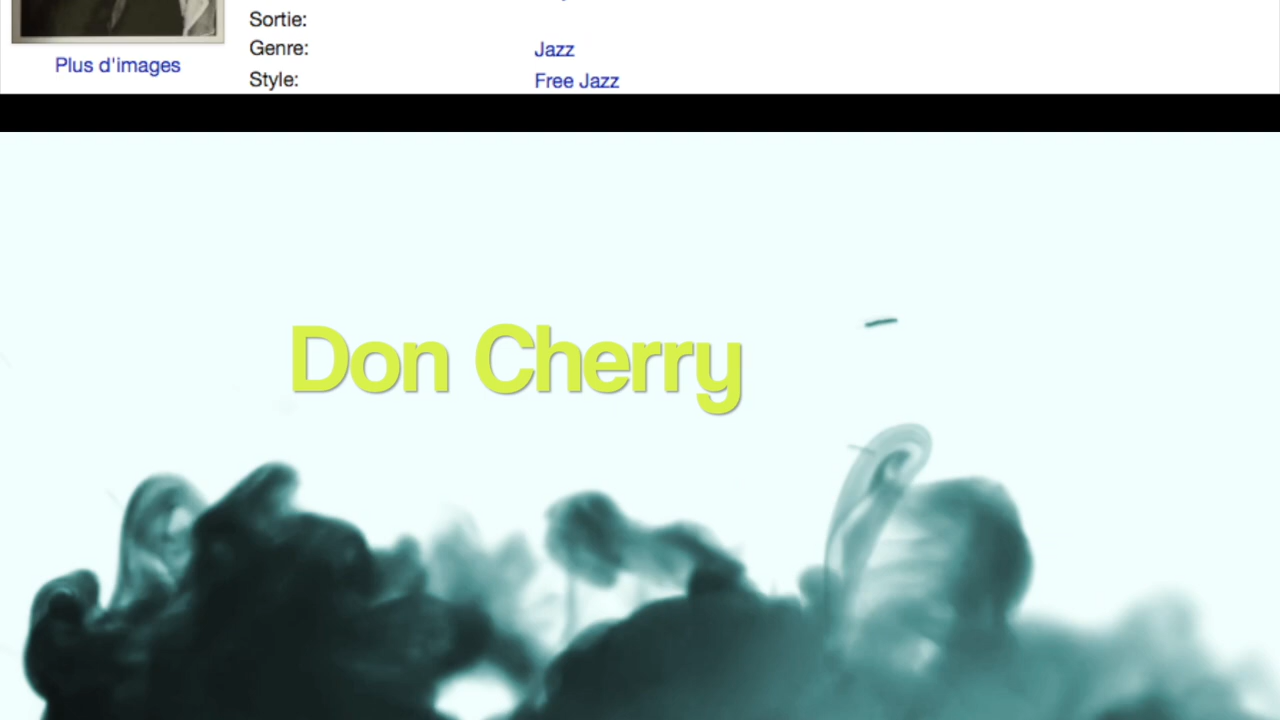 Sortie:
Genre: Jazz
Plus d'images
Style: Free Jazz
Don Cherry